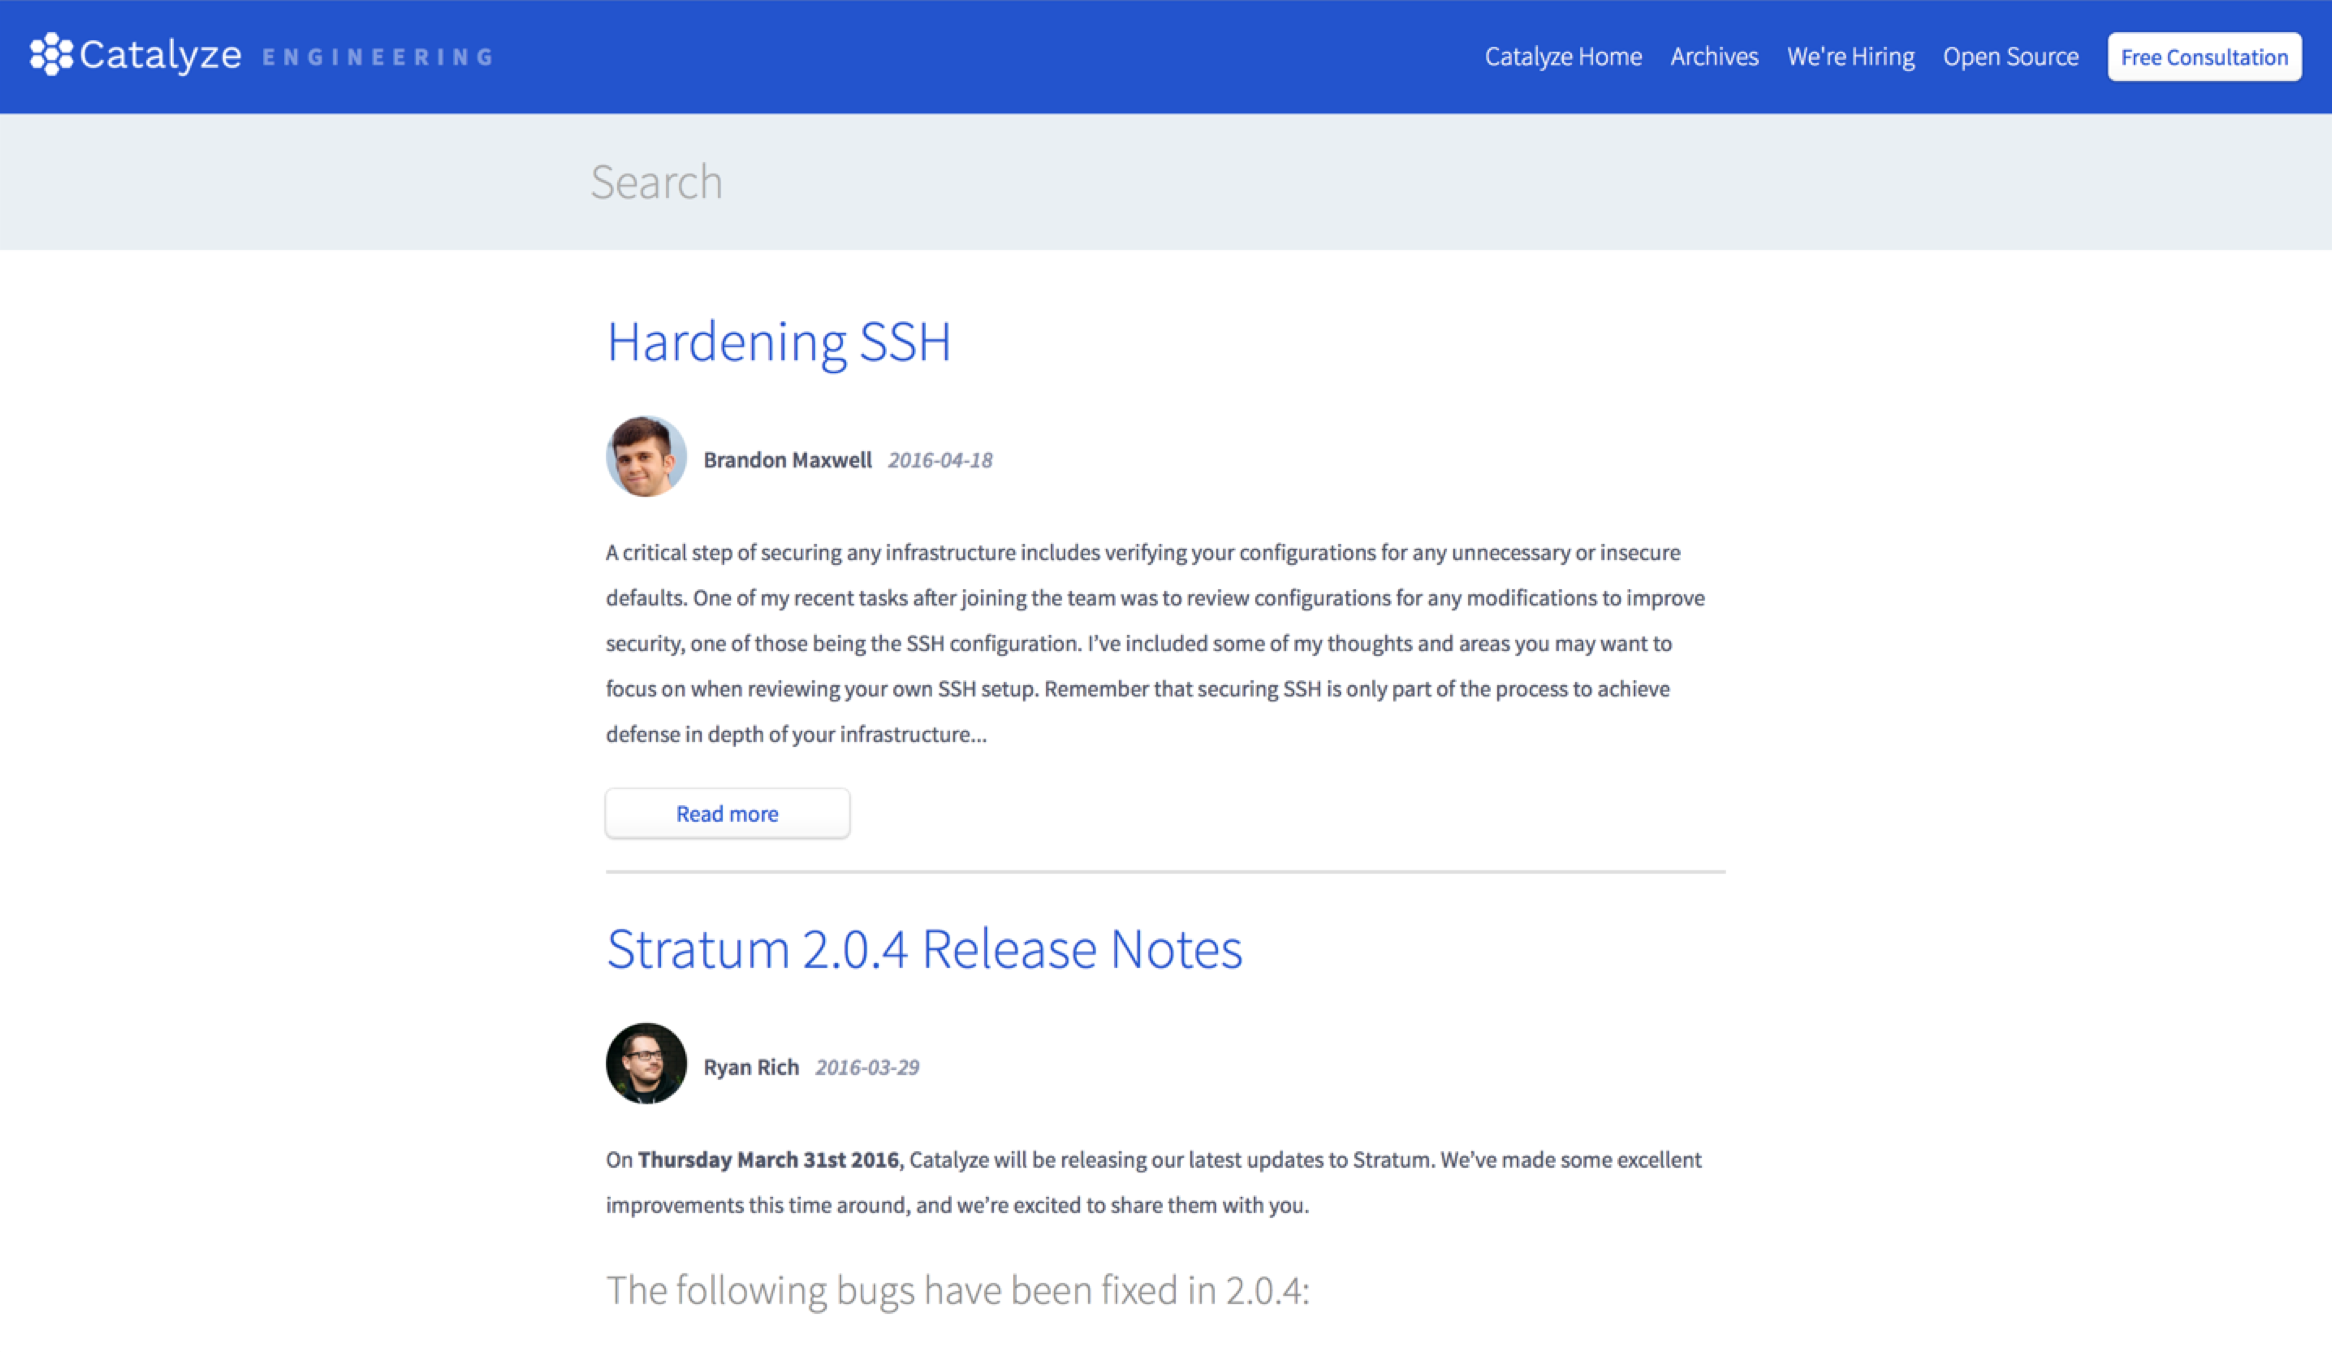 Catalyze ENGINEERING
Catalyze Home Archives We're Hiring Open Source Free Consultation
Search
Hardening SSH
Brandon Maxwell 2016-04-18
A critical step of securing any infrastructure includes verifying your configurations for any unnecessary or insecure
defaults. One of my recent tasks after joining the team was to review configurations for any modifications to improve
security, one of those being the SSH configuration. I’ve included some of my thoughts and areas you may want to
focus on when reviewing your own SSH setup. Remember that securing SSH is only part of the process to achieve
defense in depth of your infrastructure...
Read more
Stratum 2.0.4 Release Notes
Ryan Rich 2016-03-29
On Thursday March 31st 2016, Catalyze will be releasing our latest updates to Stratum. We’ve made some excellent
improvements this time around, and we’re excited to share them with you.
The following bugs have been fixed in 2.0.4: